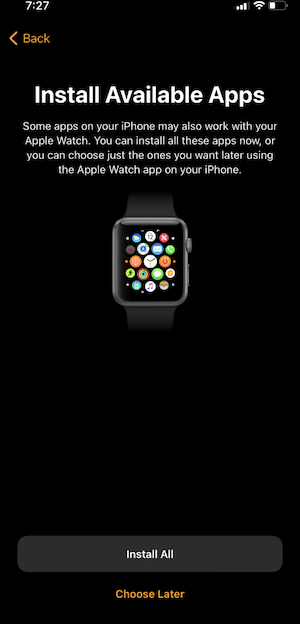 7:27
Back
Install Available Apps
Some apps on your iPhone may also work with your
Apple Watch. You can install all these apps now, or
you can choose just the ones you want later using
the Apple Watch app on your iPhone.
Install All
Choose Later